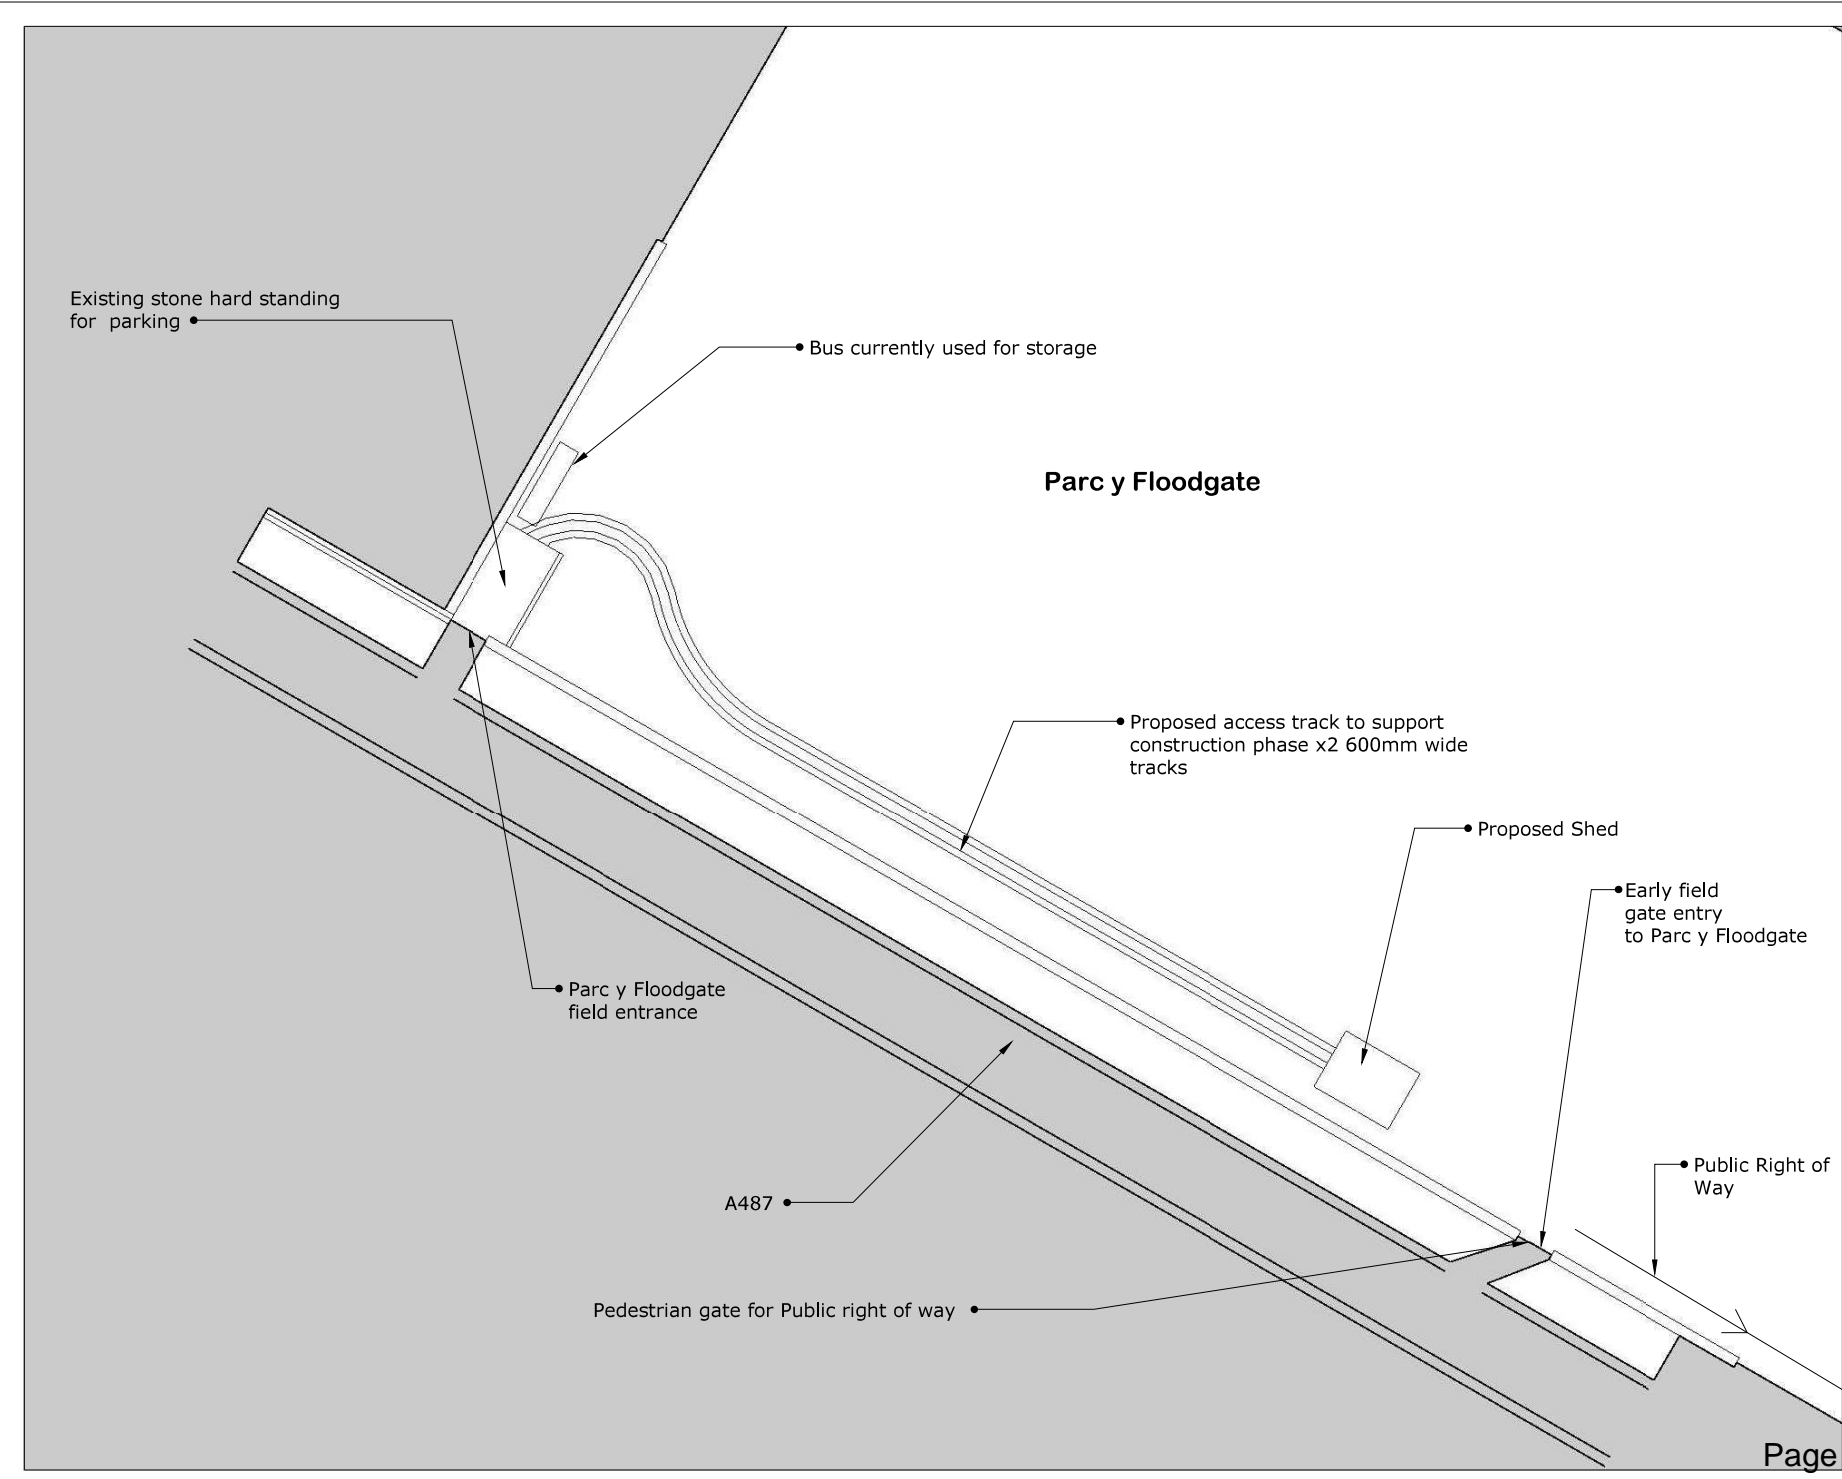 Existing stone hard standing
for parking
Bus currently used for storage
Parc y Floodgate
Proposed access track to support
construction phase x2 600mm wide
tracks
Proposed Shed
Early field
gate entry
to Parc y Floodgate
Parc y Floodgate
field entrance
Public Right of
Way
A487
Pedestrian gate for Public right of way
Page